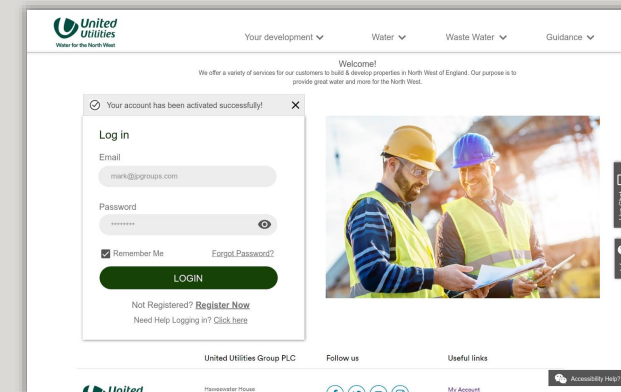 United
Utilities
Water for the North West
Your development
Water
Waste Water
Guidance
Welcome!
We offer a variety of services for our customers to build & develop properties in North West of England. Our purpose is to
provide great water and more for the North West.
Your account has been activated successfully!
Log in
Email
mark@jpgroups.com
Password
********
Remember Me
Forgot Password?
LOGIN
Not Registered? Register Now
Need Help Logging in? Click here
United Utilities Group PLC
Follow us
Useful links
United
Haweswater House
My Account
Accessibility Help?